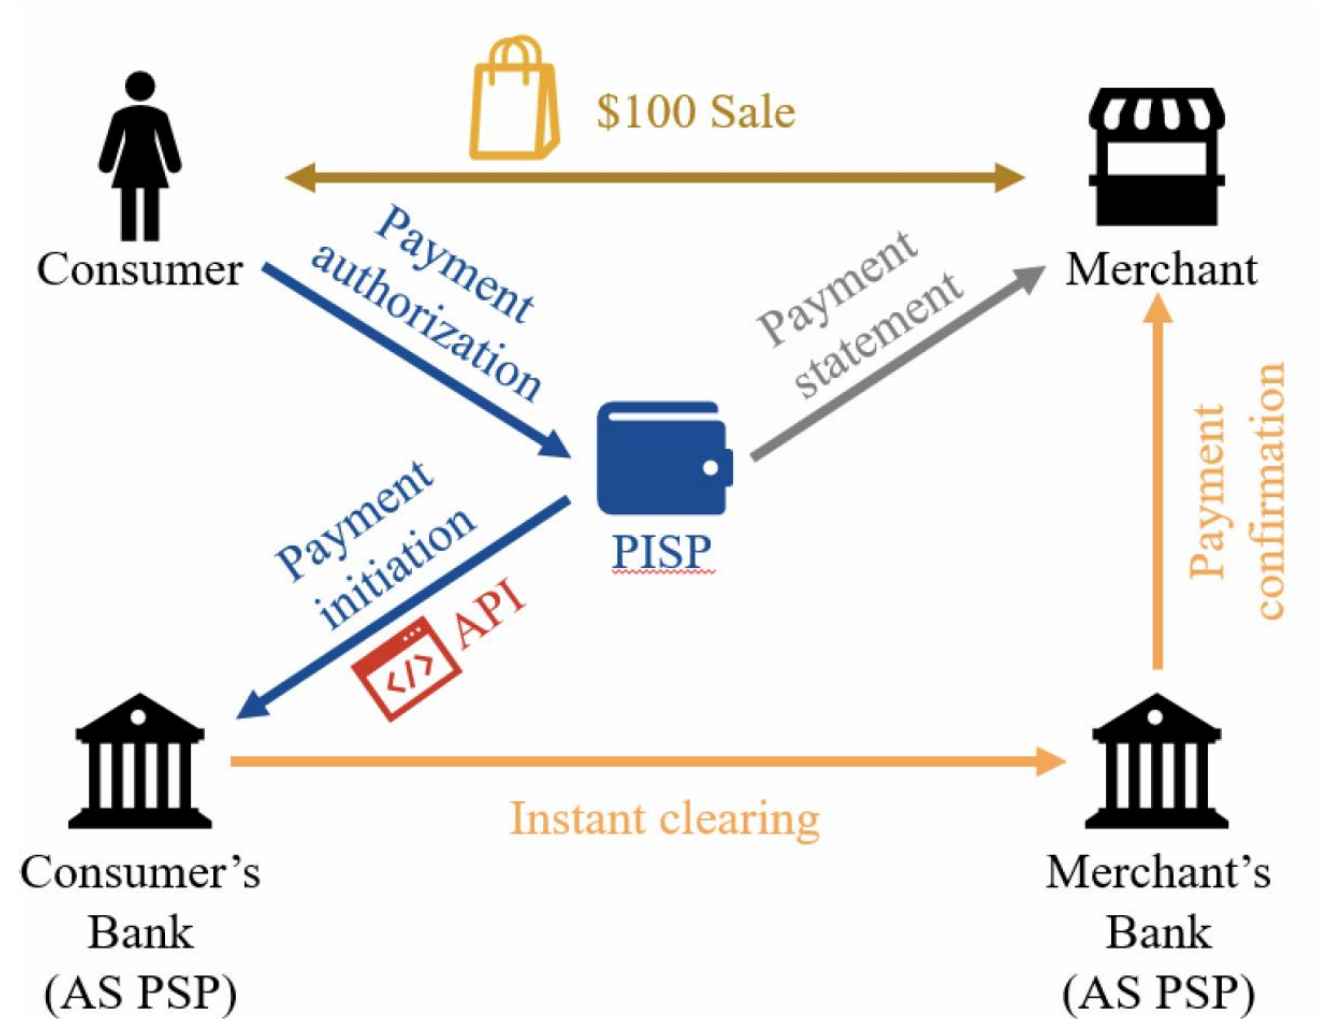 $100 Sale
Consumer
Merchant
Payment
authorization
Payment
statement
PISP
Payment
initiation
</> API
Payment
confirmation
Instant clearing
Consumer’s
Bank
(AS PSP)
Merchant’s
Bank
(AS PSP)